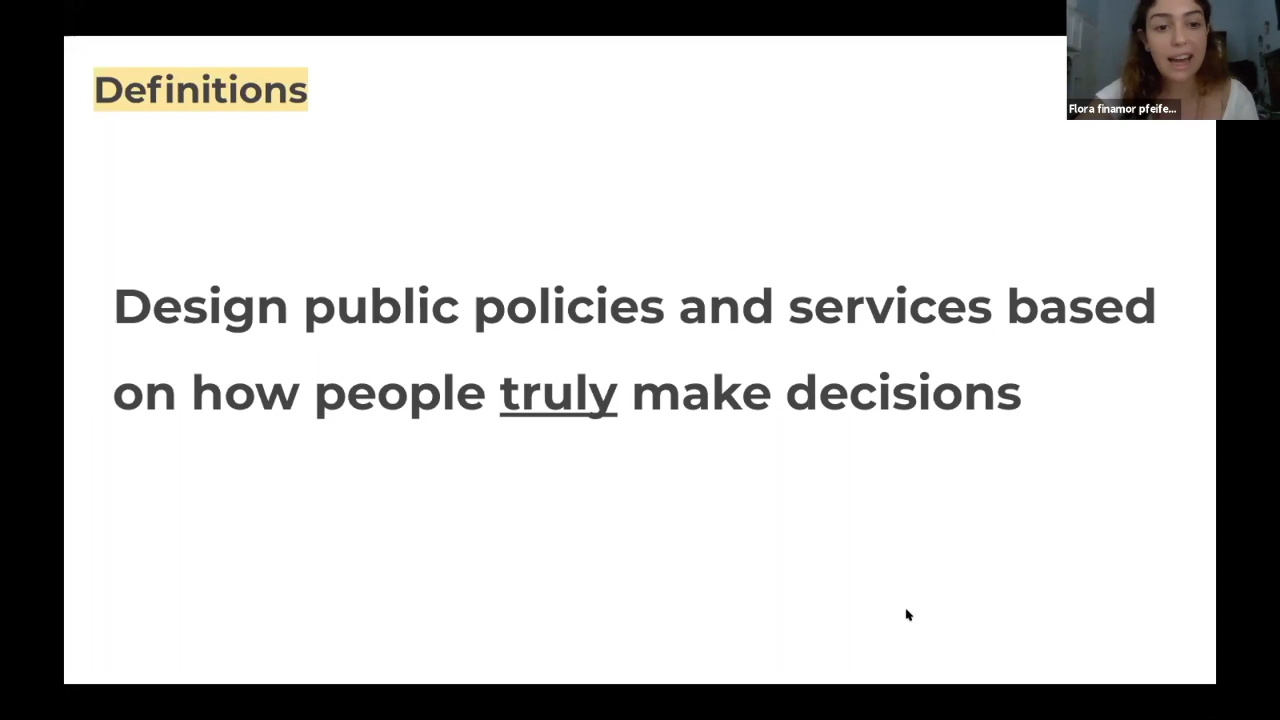 Definitions
Flora finamor pfeife...
Design public policies and services based
on how people truly make decisions